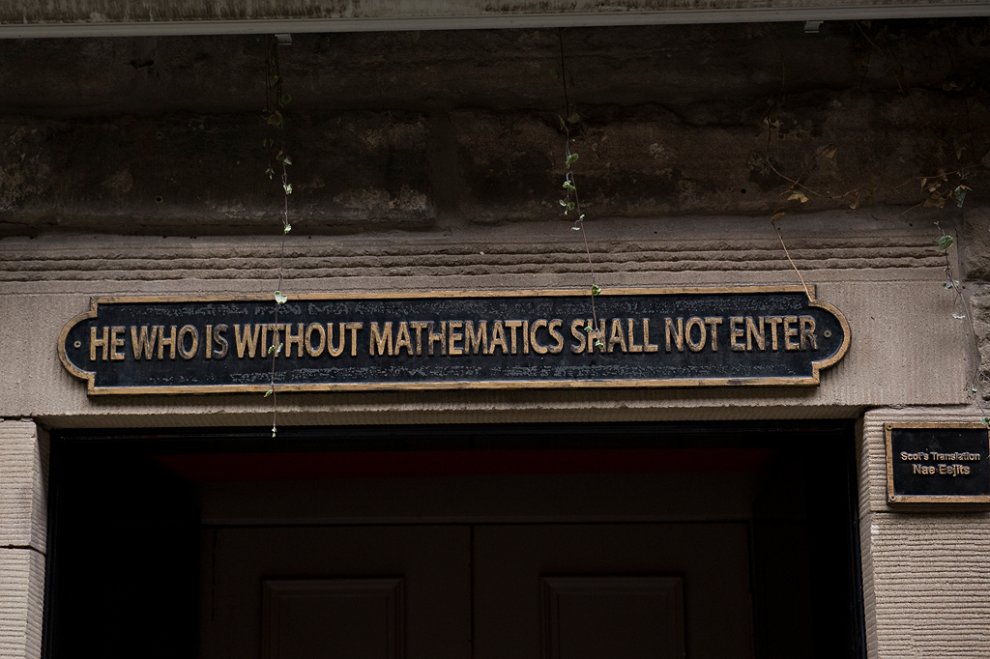 HE WHO IS WITHOUT MATHEMATICS SHALL NOT ENTER
Scot's Translation
Nae Eejits